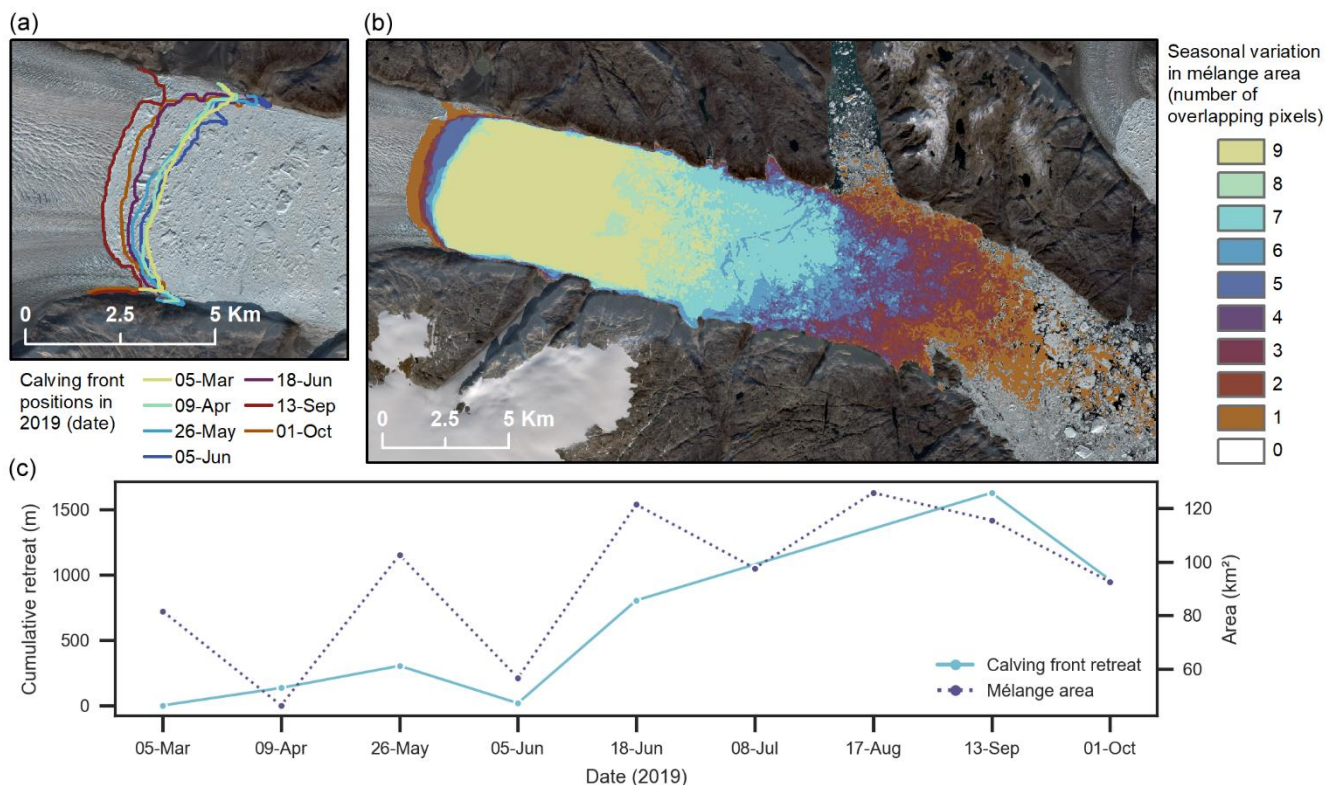 (a)
(b)
0 2.5 5 Km
Calving front
positions in
2019 (date)
05-Mar
09-Apr
26-May
05-Jun
18-Jun
13-Sep
01-Oct
0 2.5 5 Km
Seasonal variation
in mélange area
(number of
overlapping pixels)
9
8
7
6
5
4
3
2
1
0
(c)
Cumulative retreat (m)
1500
1000
500
0
Area (km²)
120
100
80
60
Calving front retreat
Mélange area
05-Mar 09-Apr 26-May 05-Jun 18-Jun 08-Jul 17-Aug 13-Sep 01-Oct
Date (2019)